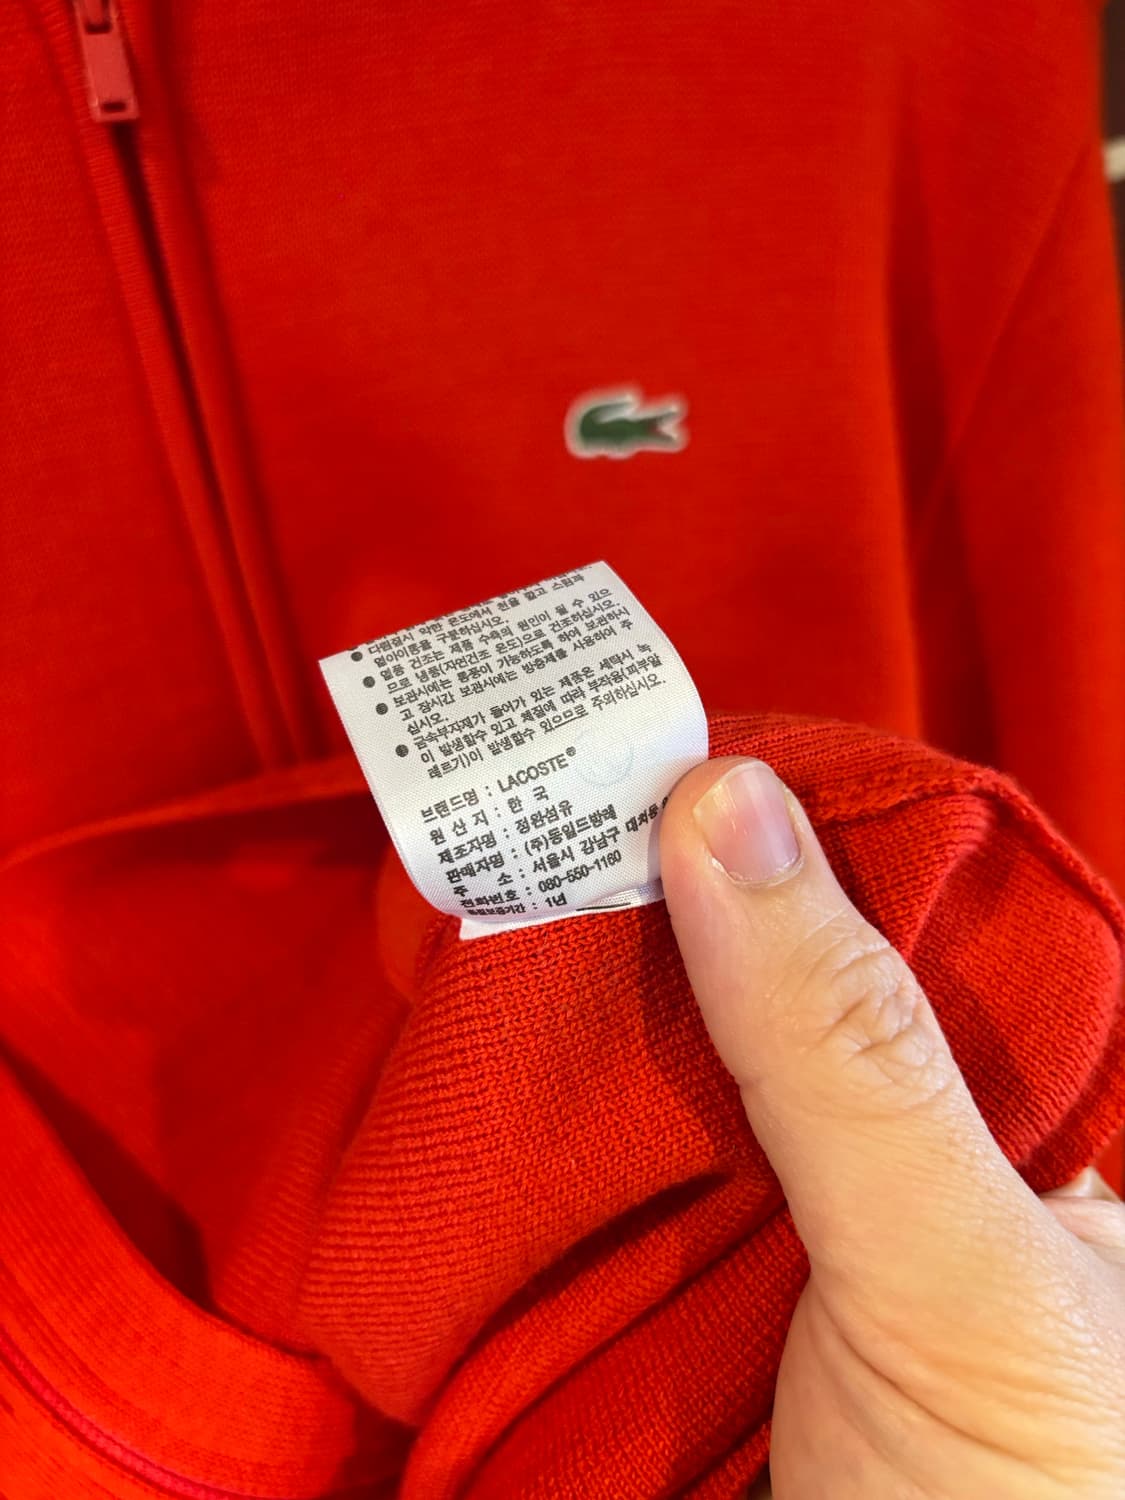 다림질시 약한 온도에서 천을 깔고 스팀과
열아이롱을 구분하십시오.
● 열풍 건조는 제품 수축의 원인이 될 수 있으
므로 냉풍(자연건조 온도)으로 건조하십시오.
● 보관시에는 통풍이 가능하도록 하여 보관하시
고 장시간 보관시에는 방충제를 사용하여 주
십시오.
● 금속부자재가 들어가 있는 제품은 세탁시 녹
이 발생할수 있고 체질에 따라 부작용(피부알
레르기)이 발생할수 있으므로 주의하십시오.
브랜드명 : LACOSTE®
원 산 지 : 한 국
제조자명 : 정완섬유
판매자명 : (주)동일드방레
주 소 : 서울시 강남구 대치동
전화번호 : 080-550-1160
품질보증기간 : 1년